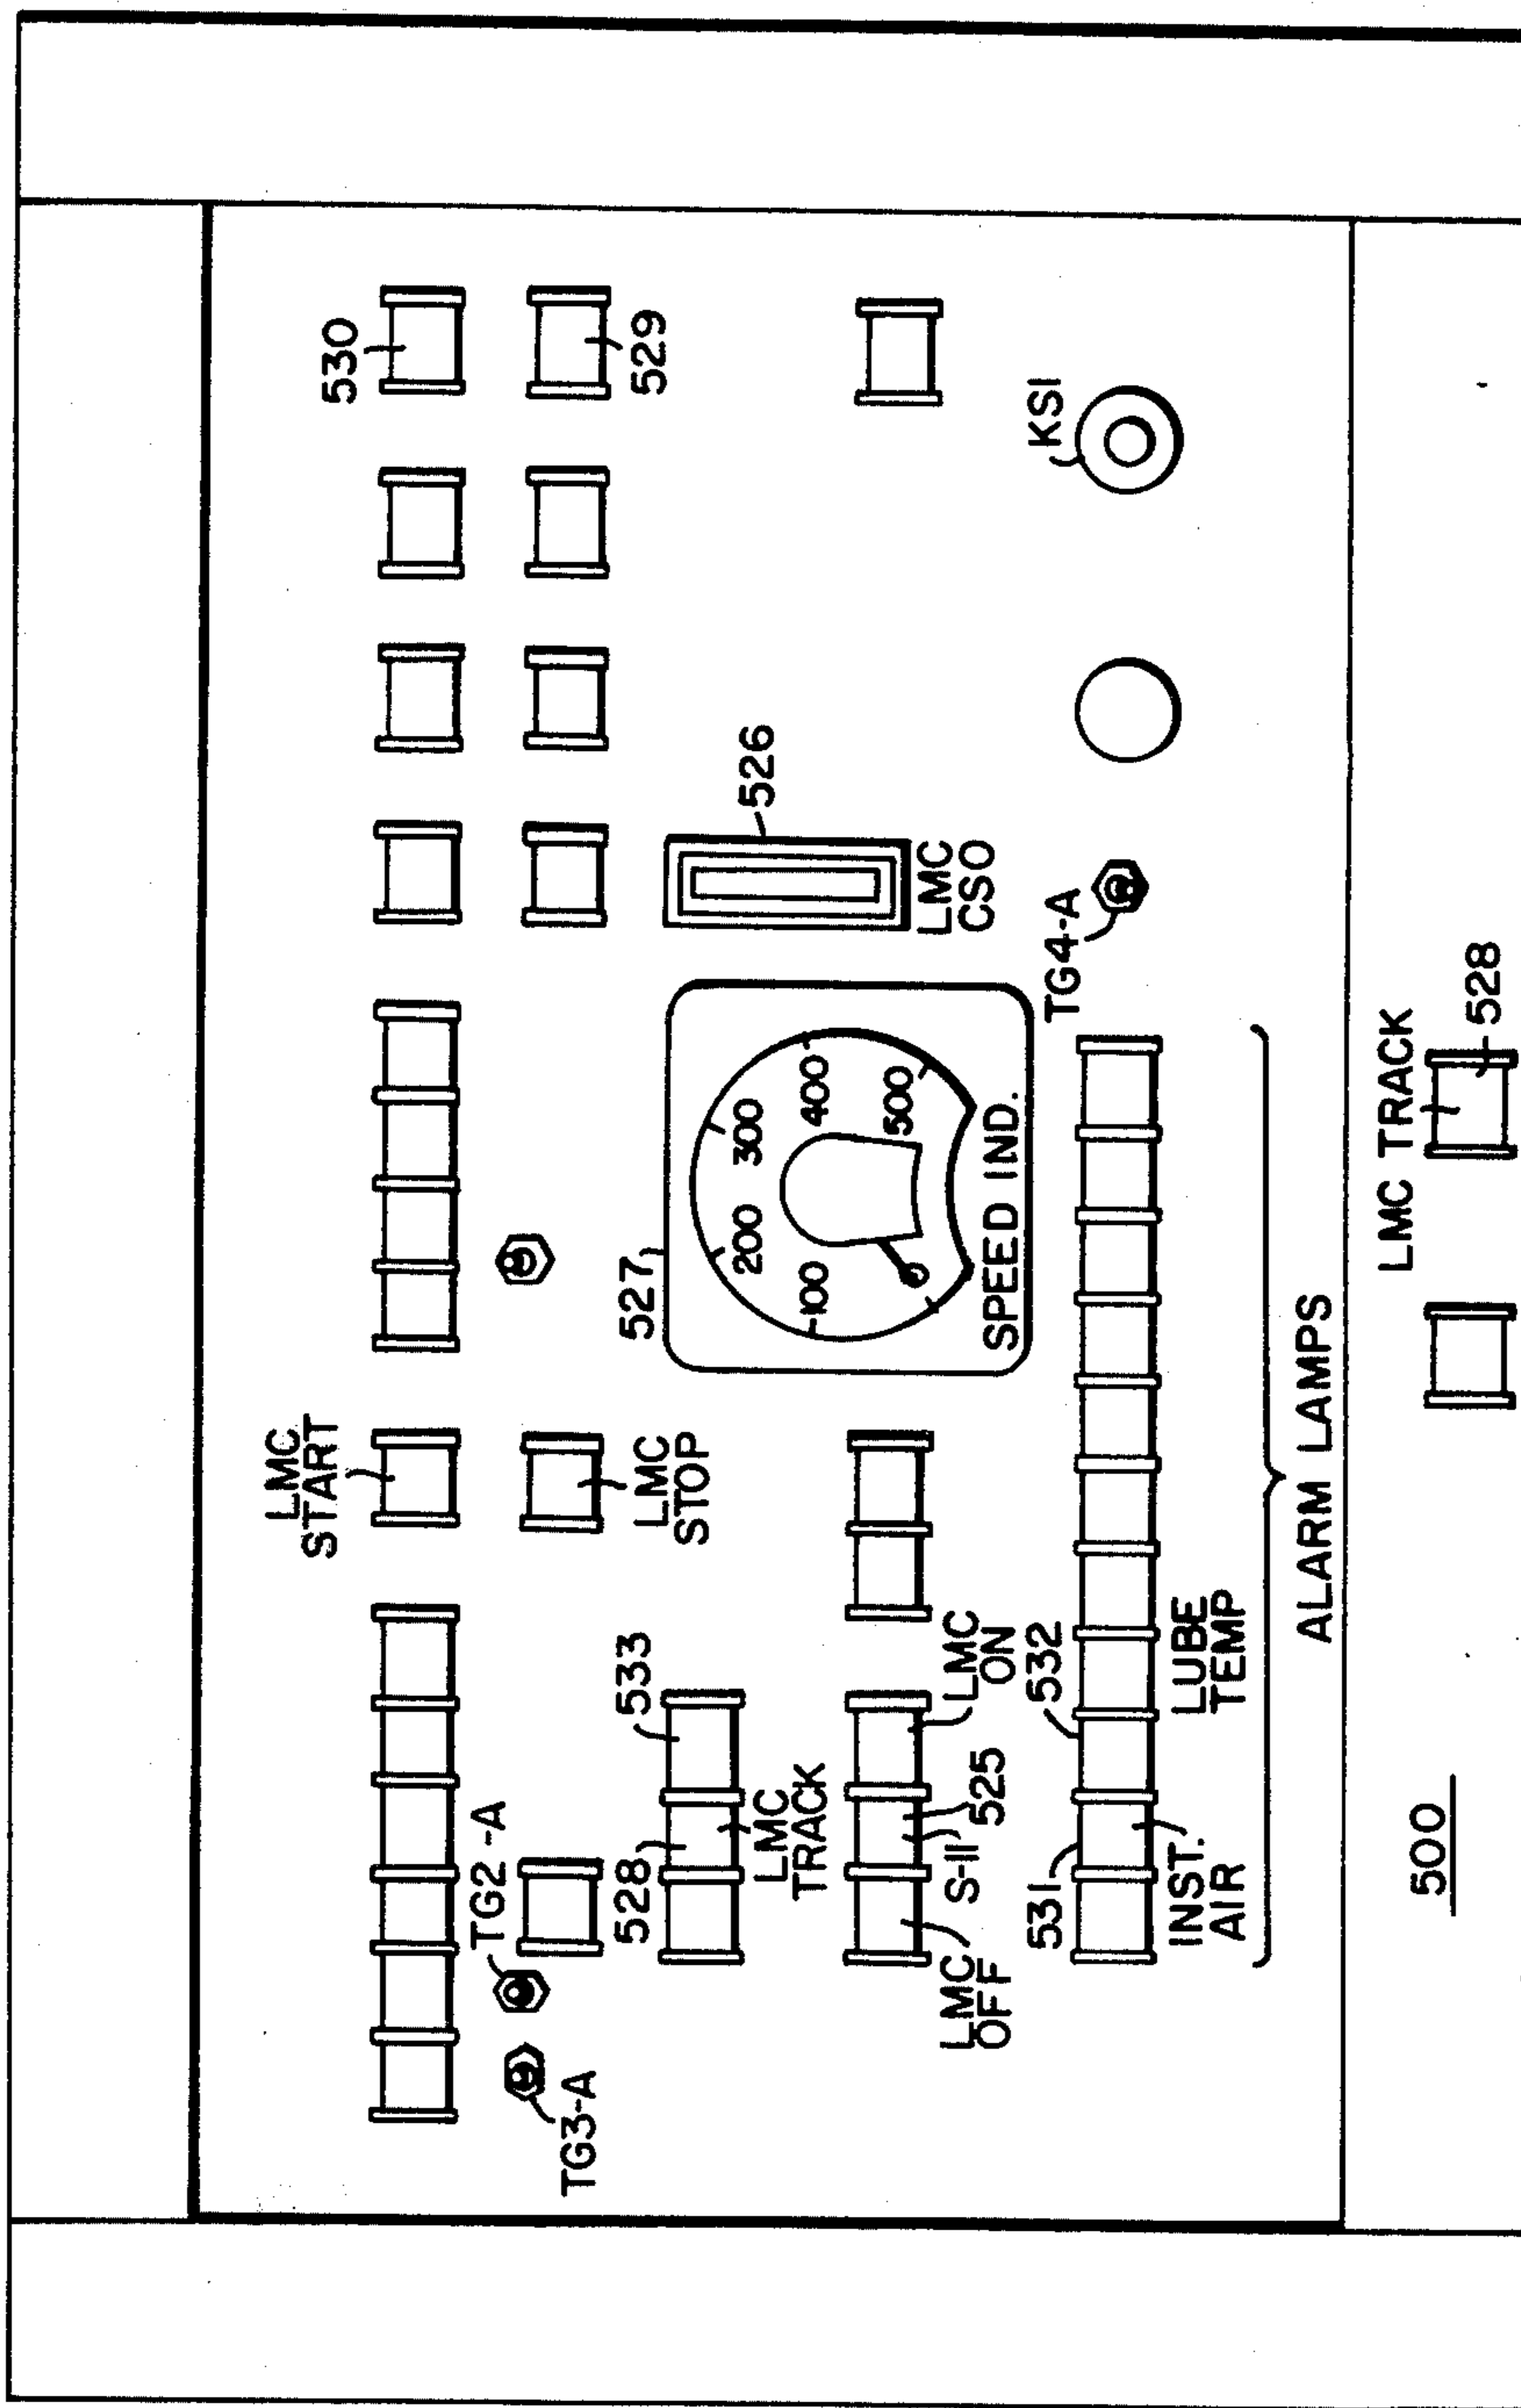 530
529
LMC
START
LMC
STOP
TG2-A
TG3-A
527
100
200
300
400
500
SPEED IND.
526
LMC
CSO
528
533
LMC
TRACK
LMC
OFF
S-11
525
LMC
ON
KS1
TG4-A
531
532
INST.
AIR
LUBE
TEMP
ALARM LAMPS
LMC TRACK
528
500